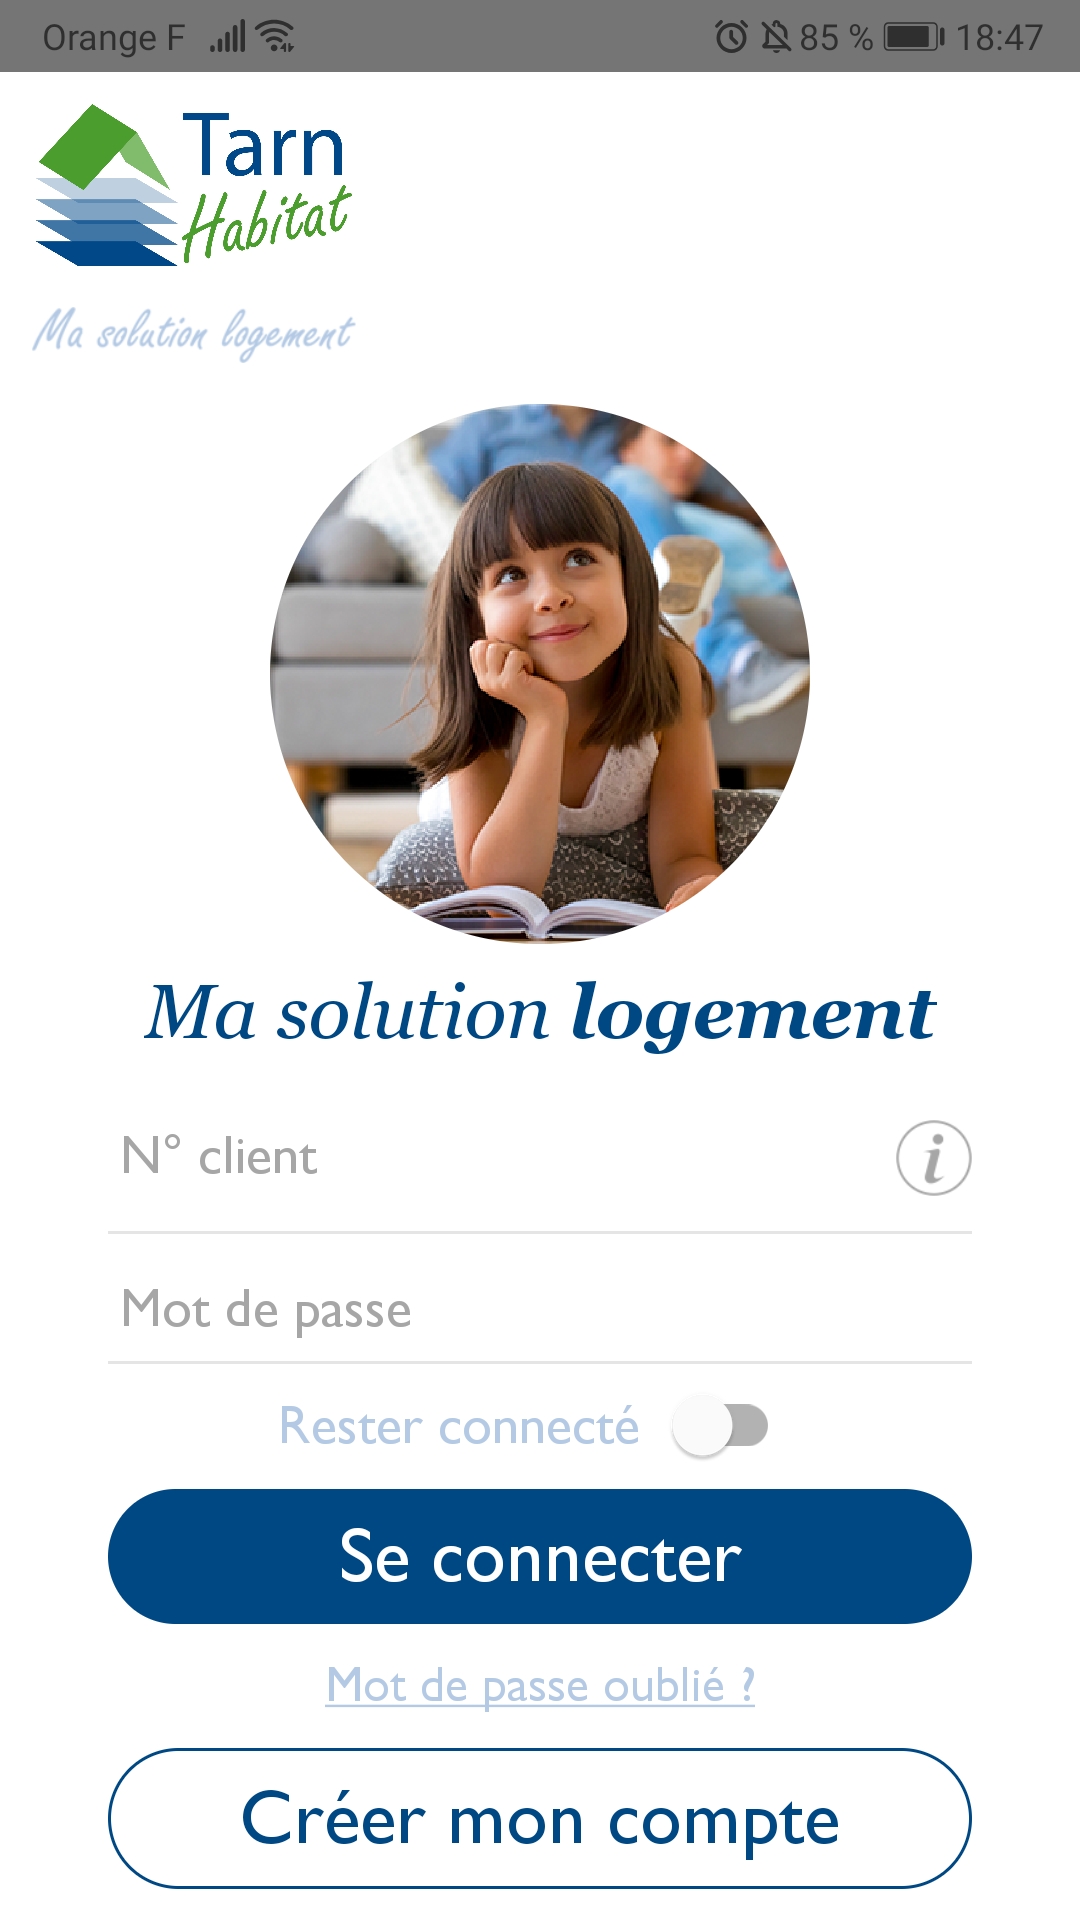 Orange F 85 % 18:47
Tarn
Habitat
Ma solution logement
Ma solution logement
N° client
Mot de passe
Rester connecté
Se connecter
Mot de passe oublié ?
Créer mon compte